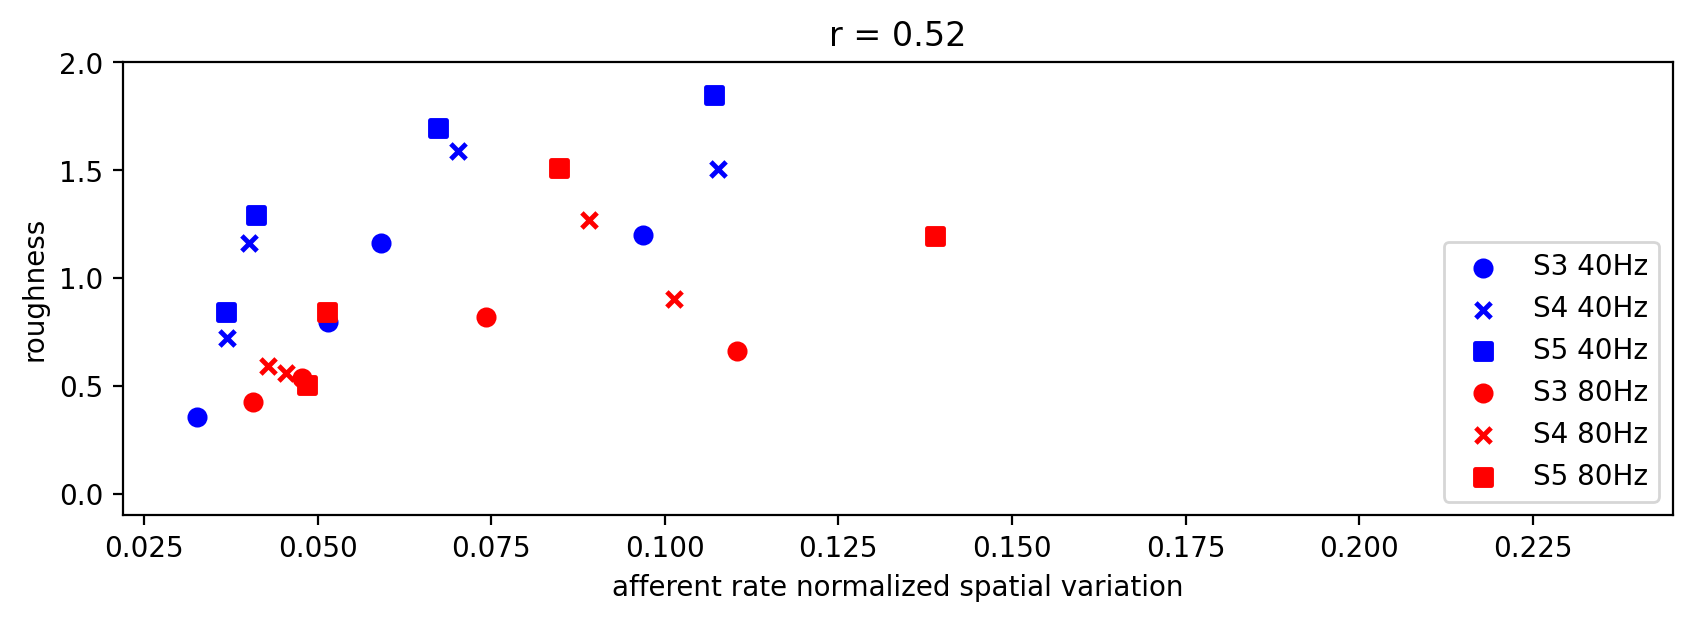 r = 0.52
2.0
1.5
1.0
0.5
0.0
roughness
S3 40Hz
S4 40Hz
S5 40Hz
S3 80Hz
S4 80Hz
S5 80Hz
0.025 0.050 0.075 0.100 0.125 0.150 0.175 0.200 0.225
afferent rate normalized spatial variation